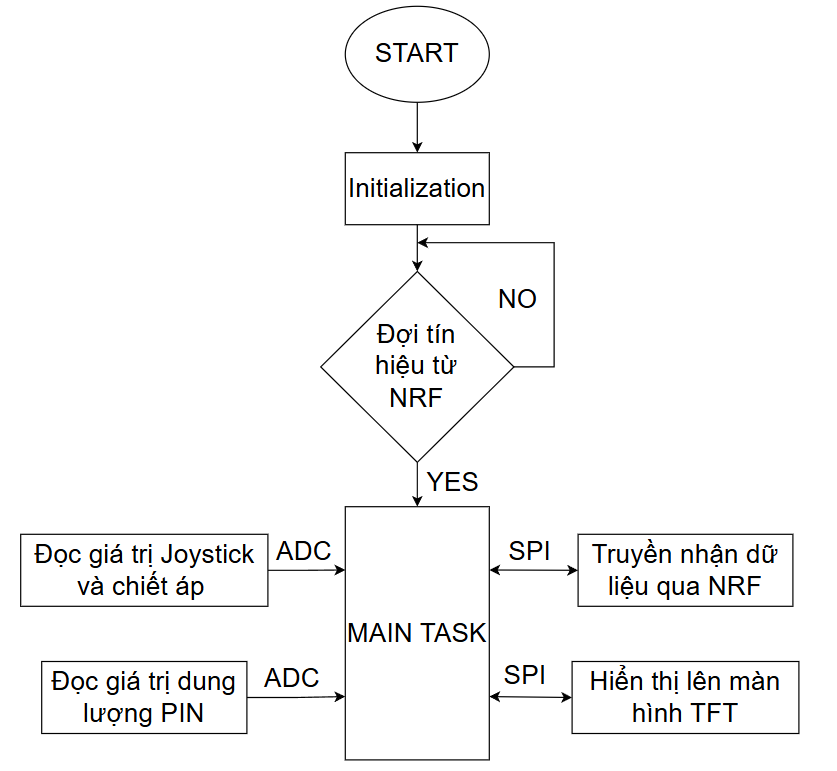 START
Initialization
NO
Đợi tín
hiệu từ
NRF
YES
Đọc giá trị Joystick
và chiết áp
ADC
SPI
Truyền nhận dữ
liệu qua NRF
MAIN TASK
Đọc giá trị dung
lượng PIN
ADC
SPI
Hiển thị lên màn
hình TFT